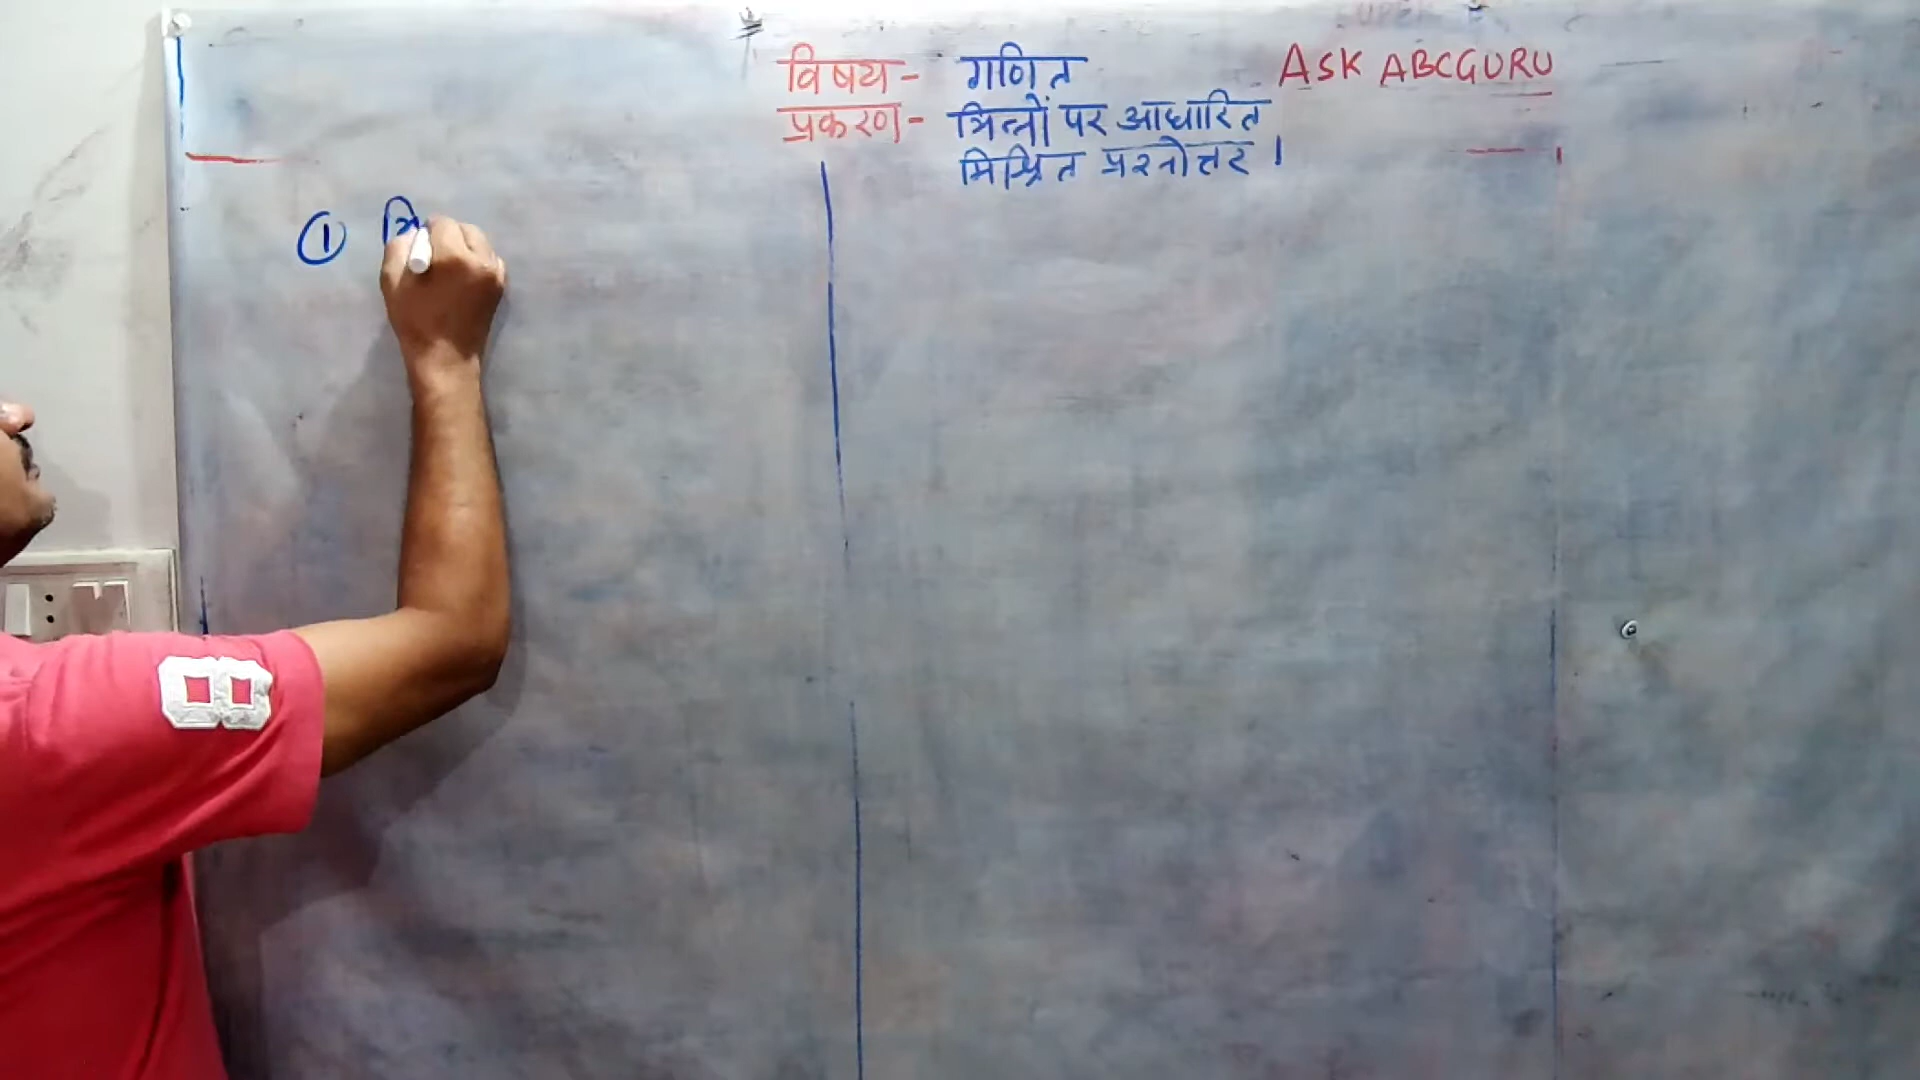 विषय - गणित ASK ABCGURU
प्रकरण - भिन्नों पर आधारित
मिश्रित प्रश्नोत्तर ।
① भि